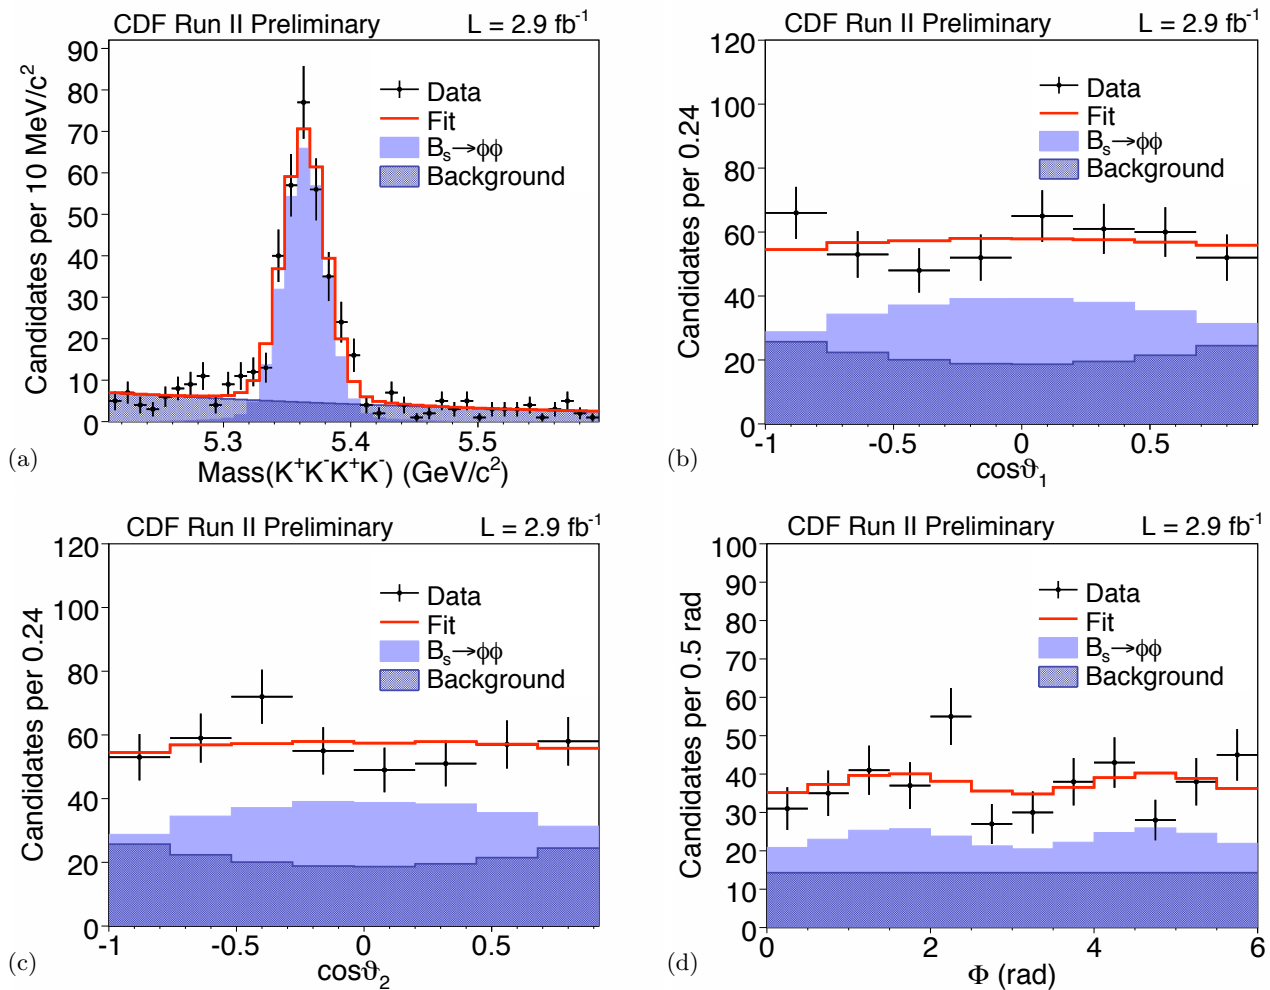 CDF Run II Preliminary L = 2.9 fb⁻¹
Candidates per 10 MeV/c²
90
80
70
60
50
40
30
20
10
0
Data
Fit
Bₛ→ϕϕ
Background
5.3 5.4 5.5
Mass(K⁺K⁻K⁺K⁻) (GeV/c²)
(a)
CDF Run II Preliminary L = 2.9 fb⁻¹
Candidates per 0.24
120
100
80
60
40
20
0
Data
Fit
Bₛ→ϕϕ
Background
-1 -0.5 0 0.5
cosϑ₁
(b)
CDF Run II Preliminary L = 2.9 fb⁻¹
Candidates per 0.24
120
100
80
60
40
20
0
Data
Fit
Bₛ→ϕϕ
Background
-1 -0.5 0 0.5
cosϑ₂
(c)
CDF Run II Preliminary L = 2.9 fb⁻¹
Candidates per 0.5 rad
100
90
80
70
60
50
40
30
20
10
0
Data
Fit
Bₛ→ϕϕ
Background
0 2 4 6
Φ (rad)
(d)